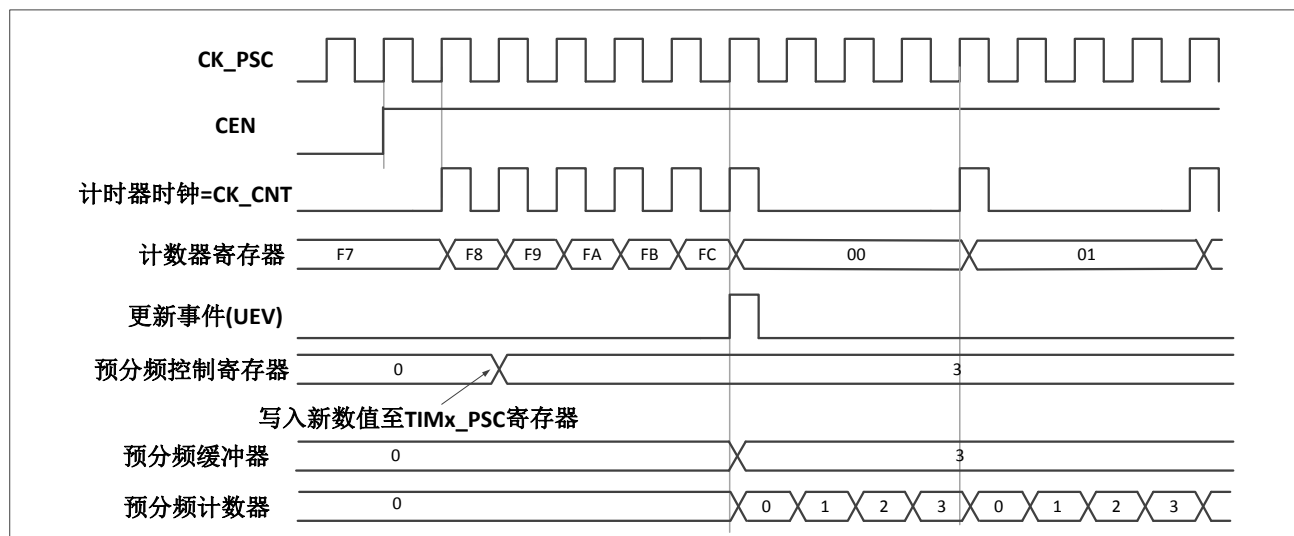 CK_PSC
CEN
计时器时钟=CK_CNT
计数器寄存器 F7 F8 F9 FA FB FC 00 01
更新事件(UEV)
预分频控制寄存器 0 3
写入新数值至TIMx_PSC寄存器
预分频缓冲器 0 3
预分频计数器 0 0 1 2 3 0 1 2 3